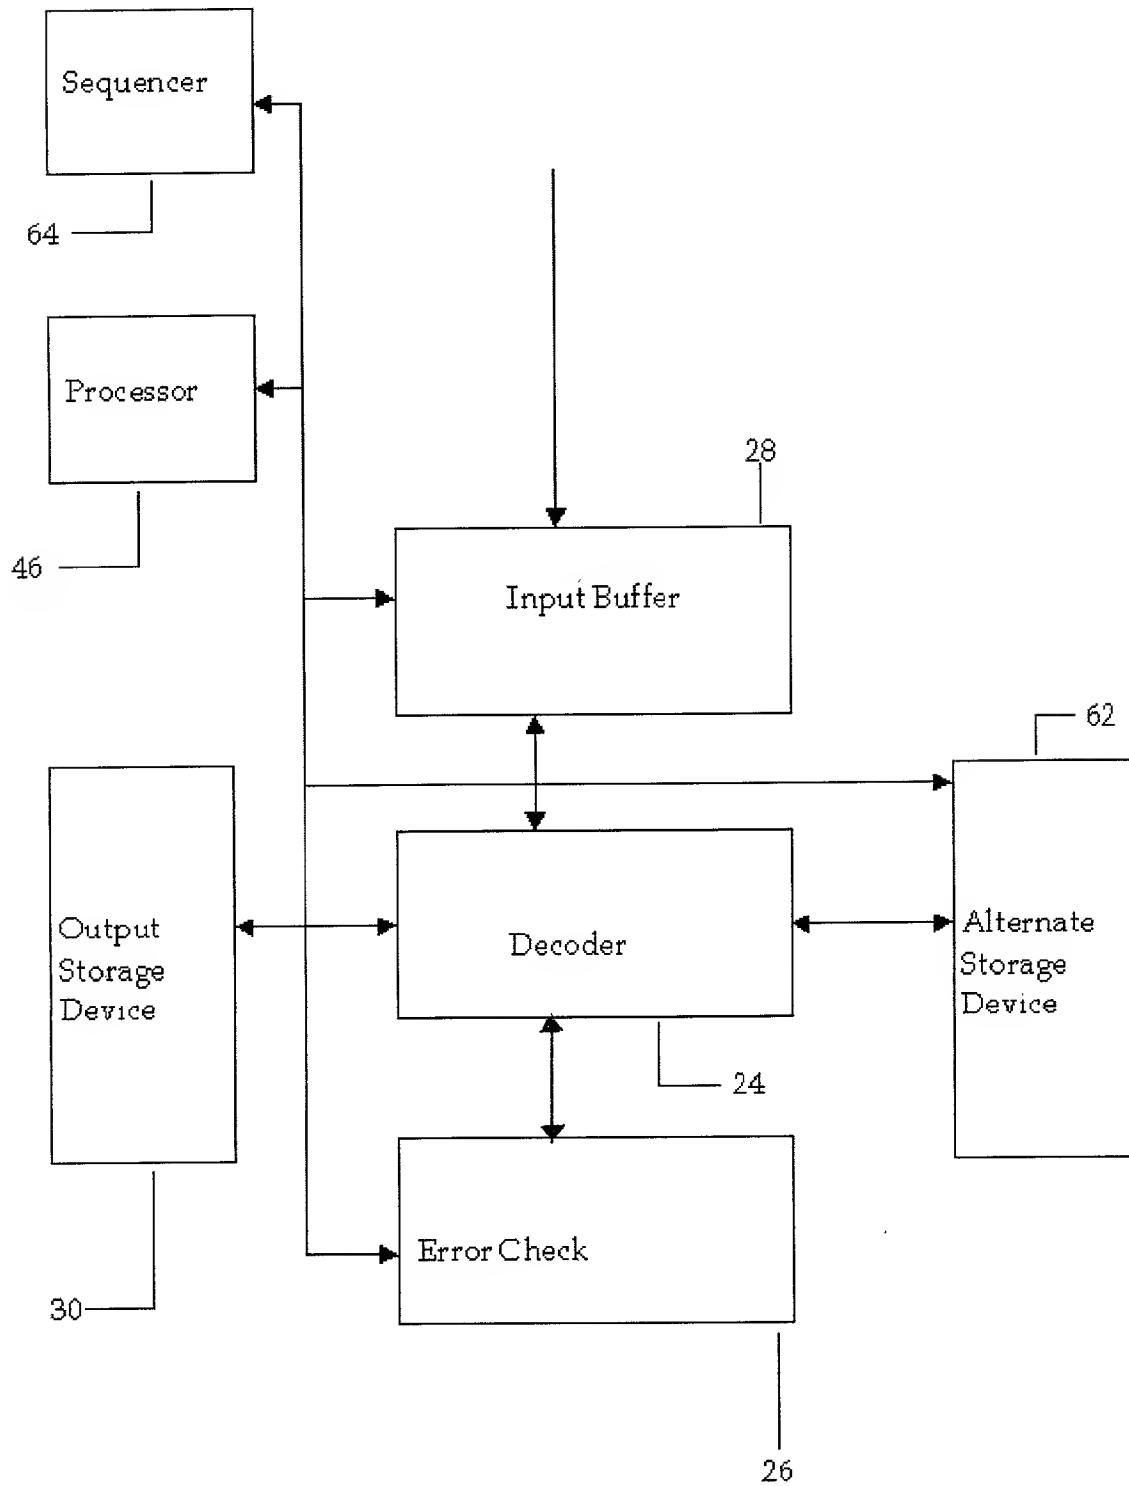 Sequencer
64
Processor
46
28
Input Buffer
62
Output
Storage
Device
Decoder
Alternate
Storage
Device
24
Error Check
30
26